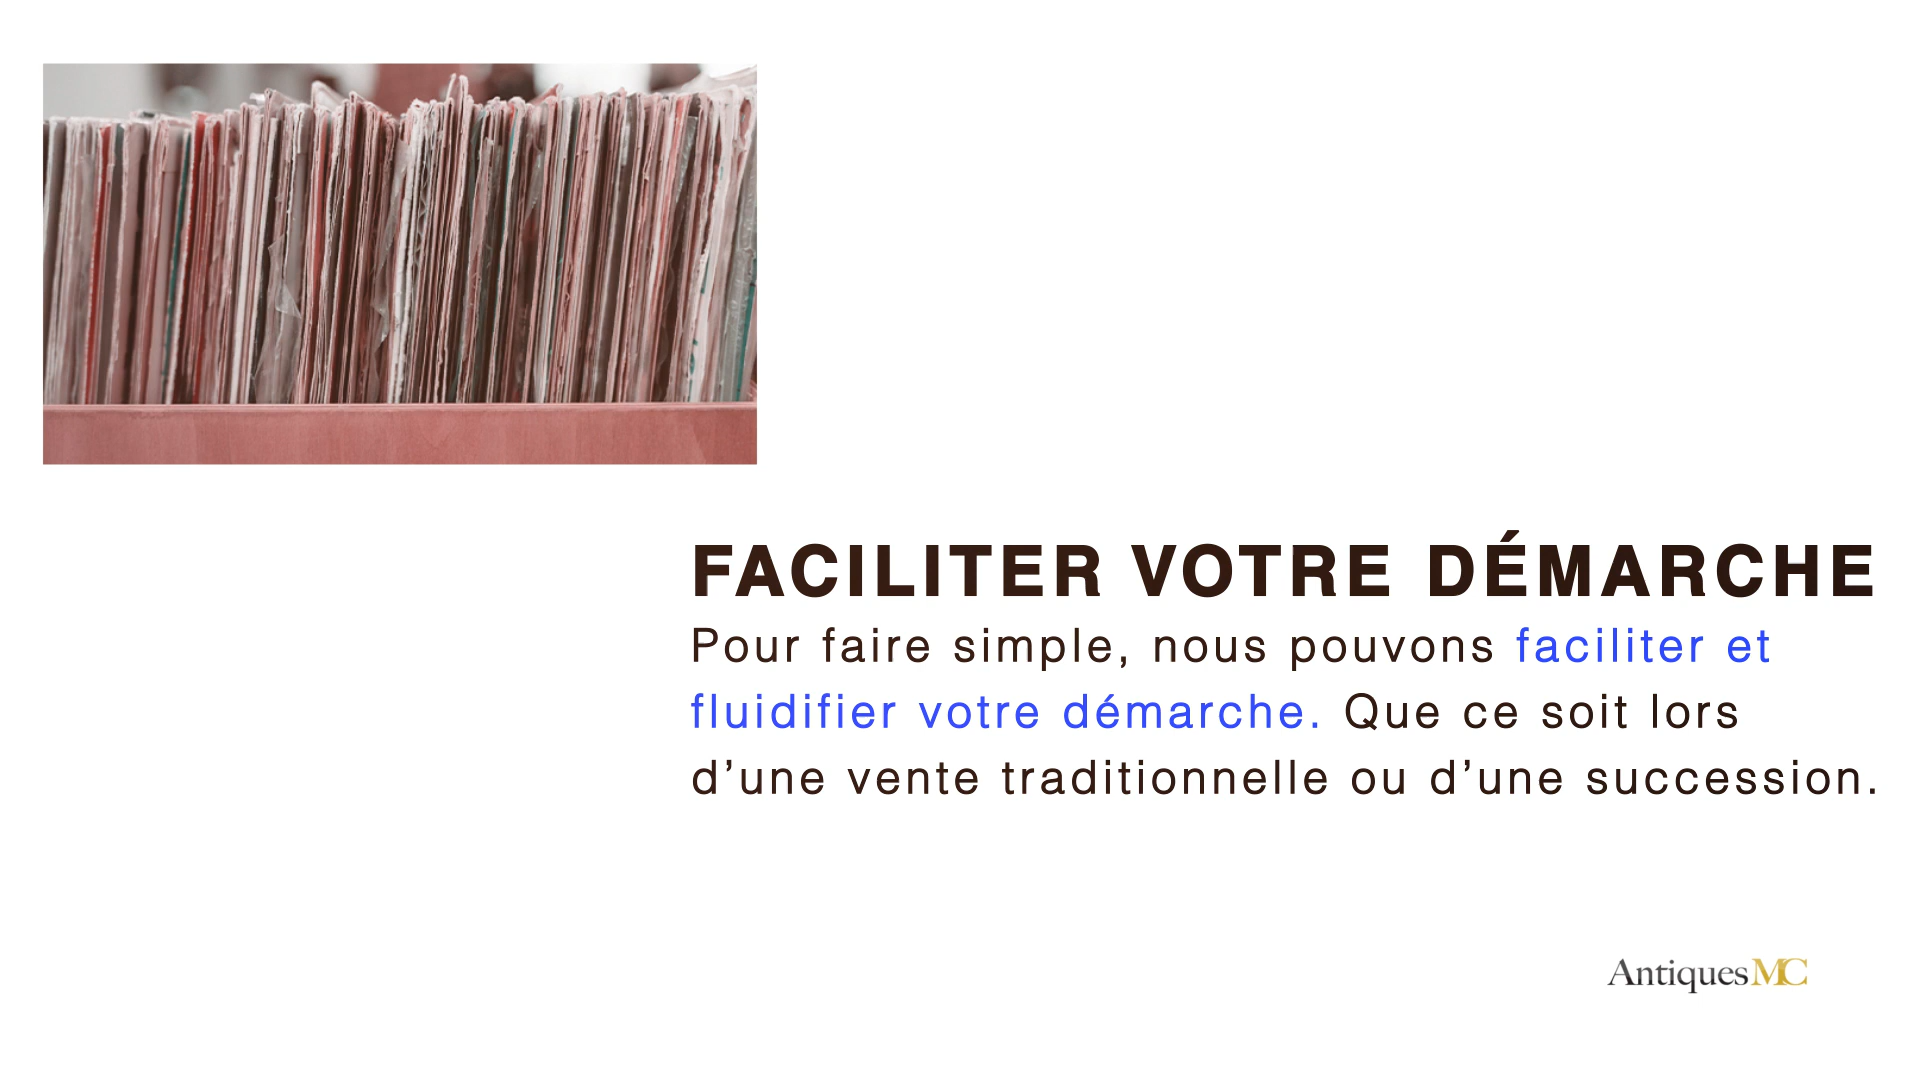 FACILITER VOTRE DÉMARCHE
Pour faire simple, nous pouvons faciliter et
fluidifier votre démarche. Que ce soit lors
d’une vente traditionnelle ou d’une succession.
AntiquesMC